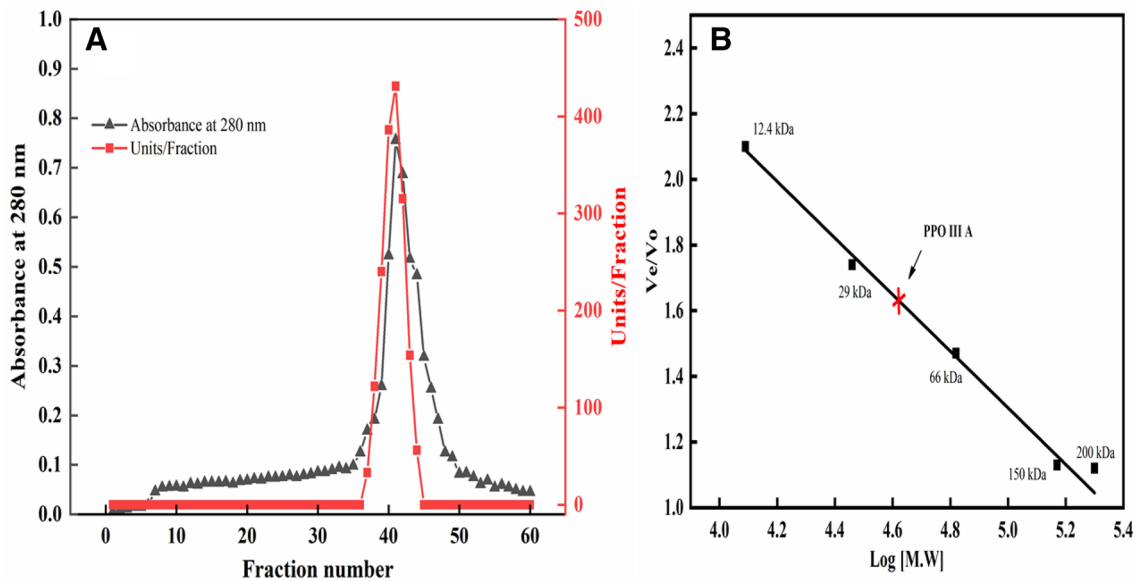 A
1.0
0.9
0.8
0.7
0.6
0.5
0.4
0.3
0.2
0.1
0.0
Absorbance at 280 nm
Absorbance at 280 nm
Units/Fraction
500
400
300
200
100
0
Units/Fraction
0 10 20 30 40 50 60
Fraction number
B
2.4
2.2
2.0
1.8
1.6
1.4
1.2
1.0
Ve/Vo
12.4 kDa
PPO III A
29 kDa
66 kDa
200 kDa
150 kDa
4.0 4.2 4.4 4.6 4.8 5.0 5.2 5.4
Log [M.W]